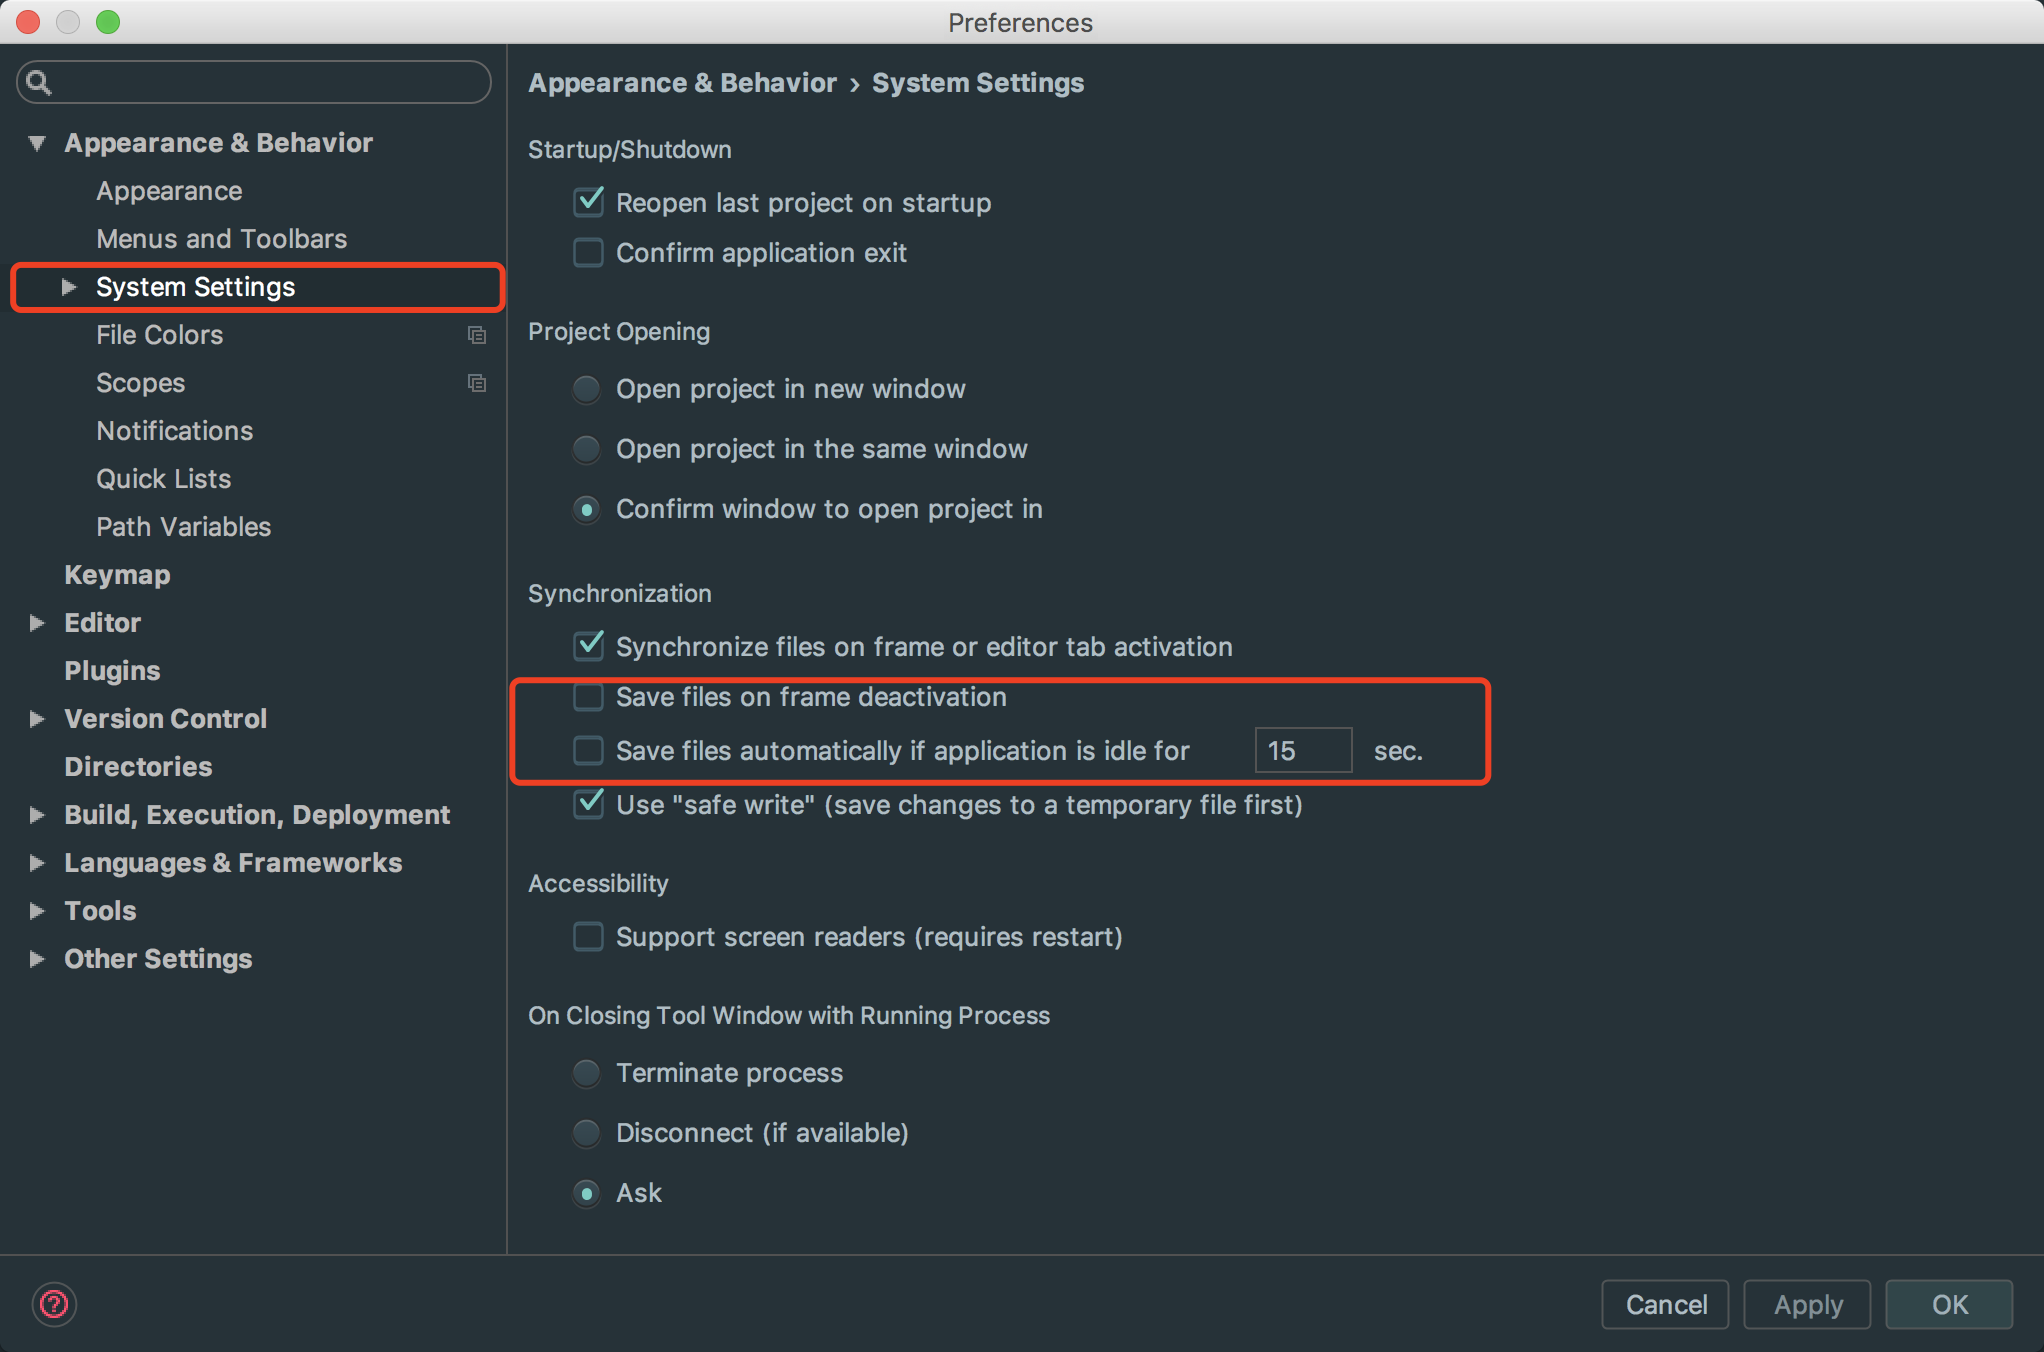 Preferences
Appearance & Behavior
Appearance
Menus and Toolbars
System Settings
File Colors
Scopes
Notifications
Quick Lists
Path Variables
Keymap
Editor
Plugins
Version Control
Directories
Build, Execution, Deployment
Languages & Frameworks
Tools
Other Settings
Appearance & Behavior › System Settings
Startup/Shutdown
Reopen last project on startup
Confirm application exit
Project Opening
Open project in new window
Open project in the same window
Confirm window to open project in
Synchronization
Synchronize files on frame or editor tab activation
Save files on frame deactivation
Save files automatically if application is idle for 15 sec.
Use "safe write" (save changes to a temporary file first)
Accessibility
Support screen readers (requires restart)
On Closing Tool Window with Running Process
Terminate process
Disconnect (if available)
Ask
?
Cancel
Apply
OK